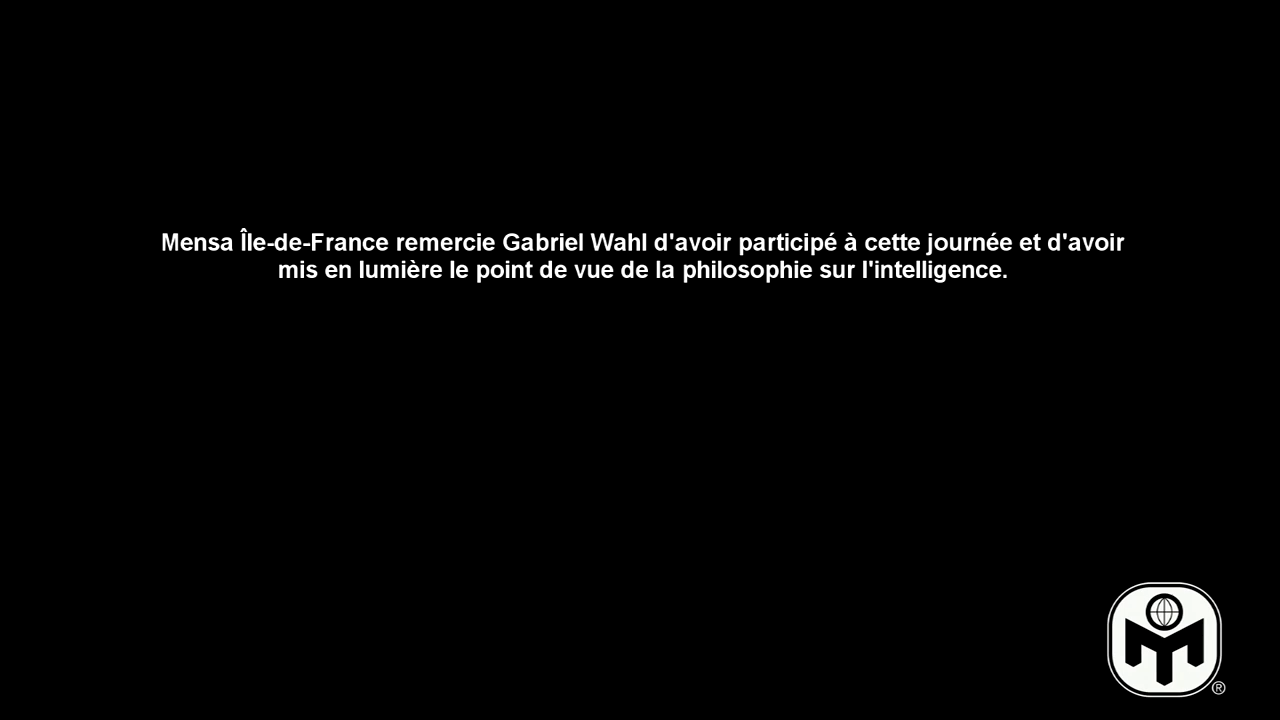 Mensa Île-de-France remercie Gabriel Wahl d'avoir participé à cette journée et d'avoir
mis en lumière le point de vue de la philosophie sur l'intelligence.
®